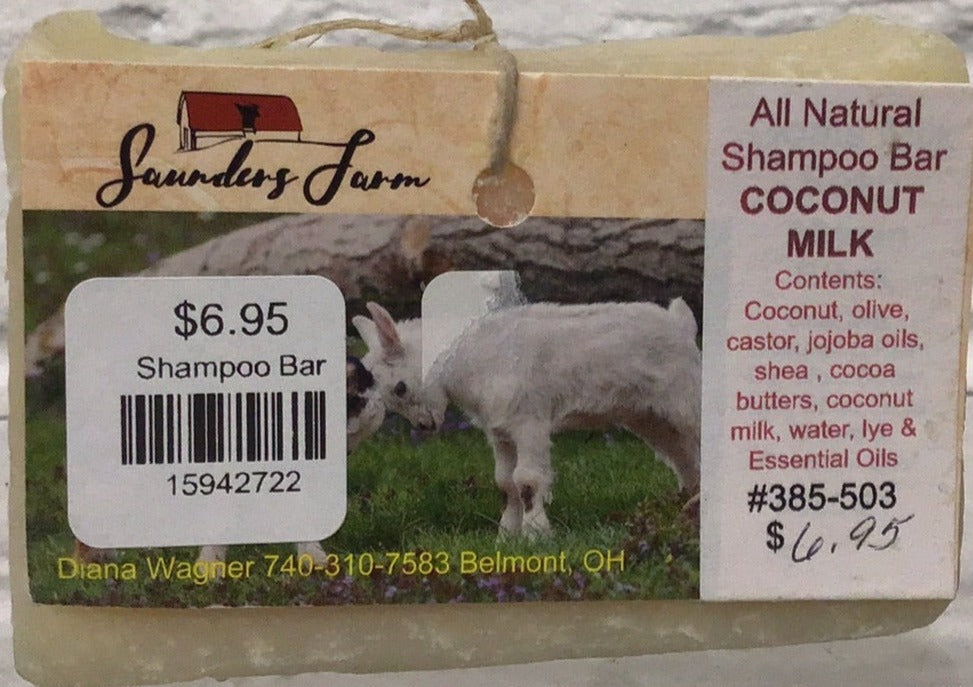 Saunders Farm
$6.95
Shampoo Bar
15942722
Diana Wagner 740-310-7583 Belmont, OH
All Natural
Shampoo Bar
COCONUT
MILK
Contents:
Coconut, olive,
castor, jojoba oils,
shea , cocoa
butters, coconut
milk, water, lye &
Essential Oils
#385-503
$6.95